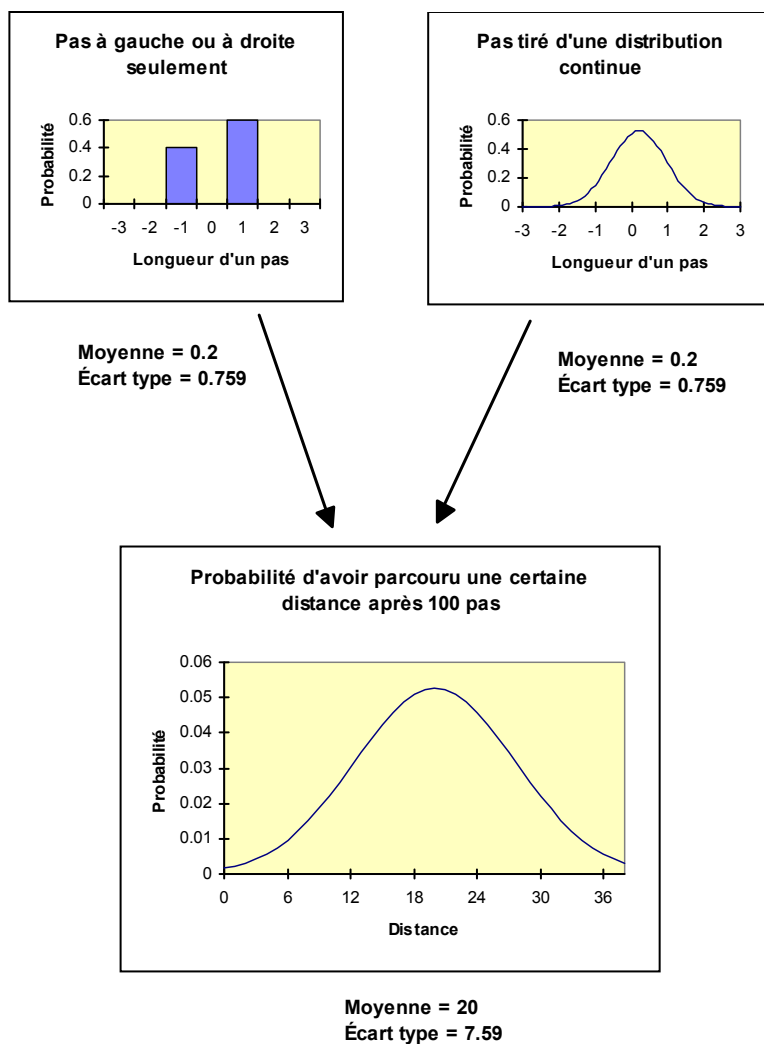 Pas à gauche ou à droite
seulement
Probabilité
0.6
0.4
0.2
0
-3 -2 -1 0 1 2 3
Longueur d'un pas
Pas tiré d'une distribution
continue
Probabilité
0.6
0.4
0.2
0
-3 -2 -1 0 1 2 3
Longueur d'un pas
Moyenne = 0.2
Écart type = 0.759
Moyenne = 0.2
Écart type = 0.759
Probabilité d'avoir parcouru une certaine
distance après 100 pas
Probabilité
0.06
0.05
0.04
0.03
0.02
0.01
0
0 6 12 18 24 30 36
Distance
Moyenne = 20
Écart type = 7.59